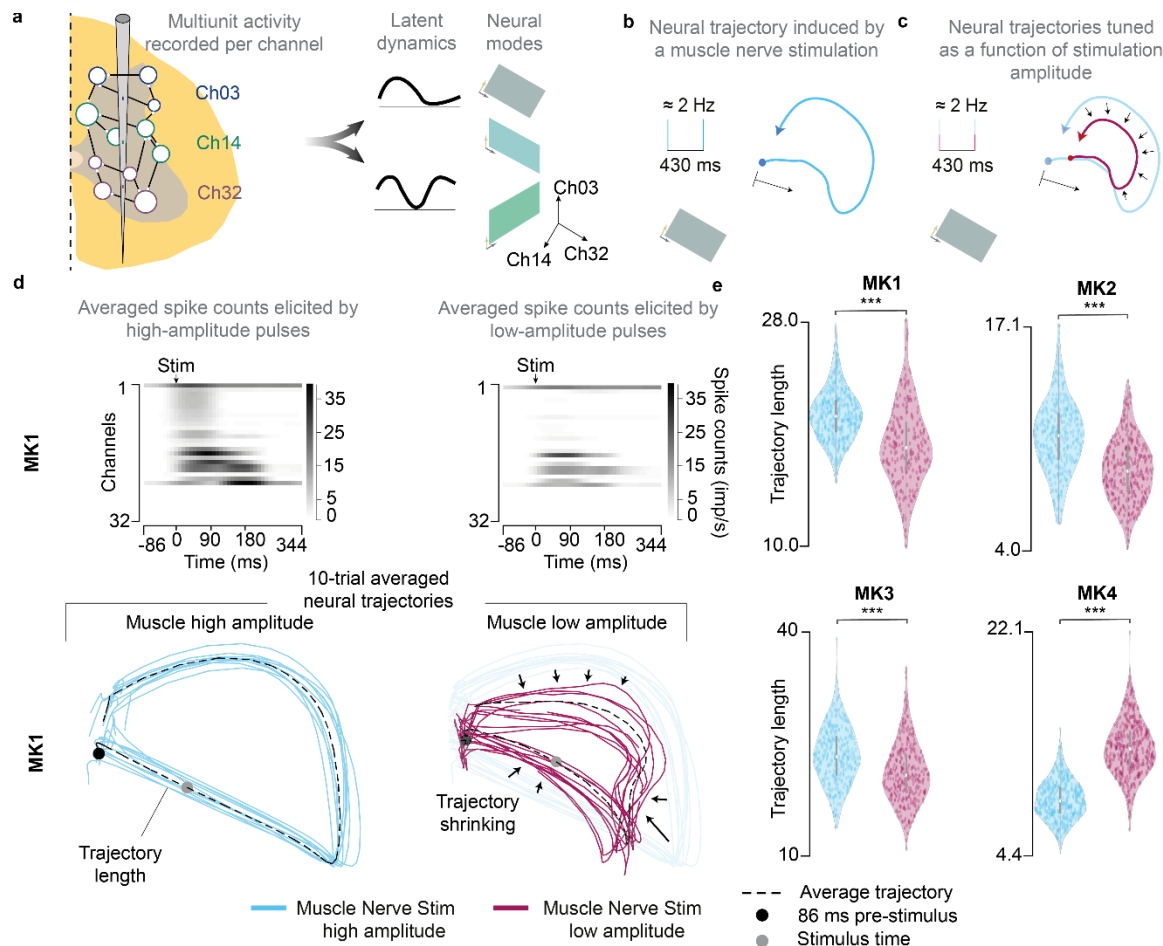 a
Multiunit activity
recorded per channel
Ch03
Ch14
Ch32
Latent
dynamics
Neural
modes
Ch03
Ch14
Ch32
b
Neural trajectory induced by
a muscle nerve stimulation
≈ 2 Hz
430 ms
c
Neural trajectories tuned
as a function of stimulation
amplitude
≈ 2 Hz
430 ms
d
Averaged spike counts elicited by
high-amplitude pulses
Stim
MK1
Channels
1
32
-86 0 90 180 344
Time (ms)
35
25
15
5
0
Averaged spike counts elicited by
low-amplitude pulses
Stim
1
32
-86 0 90 180 344
Time (ms)
35
25
15
5
0
Spike counts (imp/s)
10-trial averaged
neural trajectories
Muscle high amplitude
Muscle low amplitude
MK1
Trajectory
length
Trajectory
shrinking
Muscle Nerve Stim
high amplitude
Muscle Nerve Stim
low amplitude
e
MK1
***
28.0
Trajectory length
10.0
MK2
***
17.1
4.0
MK3
***
40
Trajectory length
10
MK4
***
22.1
4.4
Average trajectory
86 ms pre-stimulus
Stimulus time